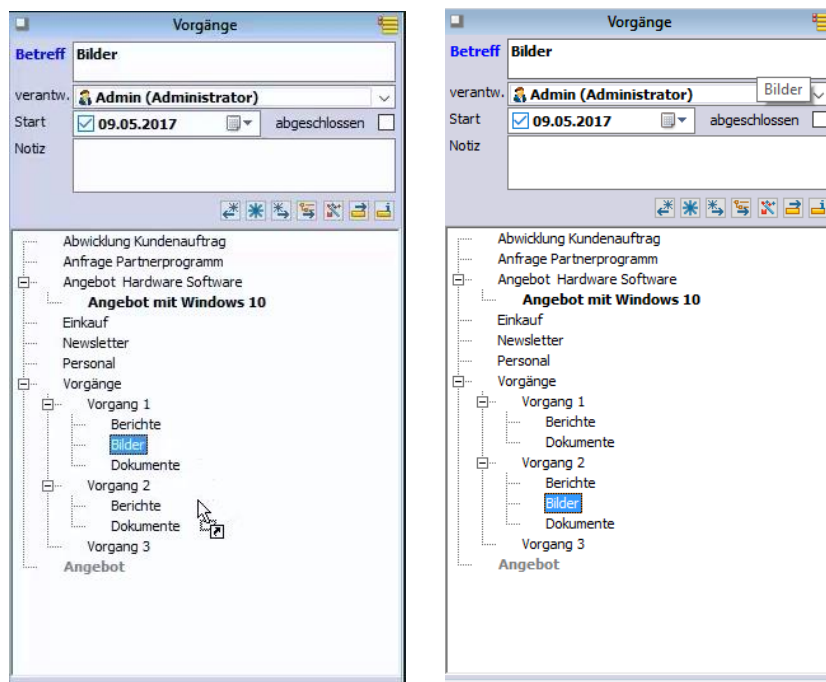 Vorgänge
Betreff Bilder
verantw. Admin (Administrator)
Start 09.05.2017 abgeschlossen
Notiz
Abwicklung Kundenauftrag
Anfrage Partnerprogramm
Angebot Hardware Software
Angebot mit Windows 10
Einkauf
Newsletter
Personal
Vorgänge
Vorgang 1
Berichte
Bilder
Dokumente
Vorgang 2
Berichte
Dokumente
Vorgang 3
Angebot
Vorgänge
Betreff Bilder
verantw. Admin (Administrator)
Bilder
Start 09.05.2017 abgeschlossen
Notiz
Abwicklung Kundenauftrag
Anfrage Partnerprogramm
Angebot Hardware Software
Angebot mit Windows 10
Einkauf
Newsletter
Personal
Vorgänge
Vorgang 1
Berichte
Dokumente
Vorgang 2
Berichte
Bilder
Dokumente
Vorgang 3
Angebot